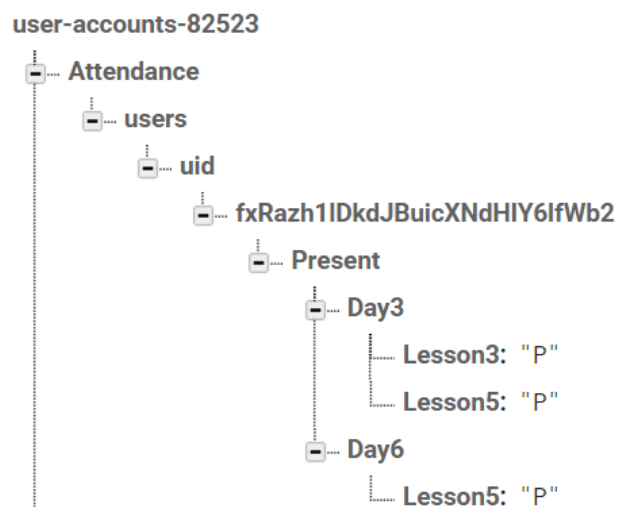 user-accounts-82523
Attendance
users
uid
fxRazh1IDkdJBuicXNdHIY6IfWb2
Present
Day3
Lesson3: "P"
Lesson5: "P"
Day6
Lesson5: "P"